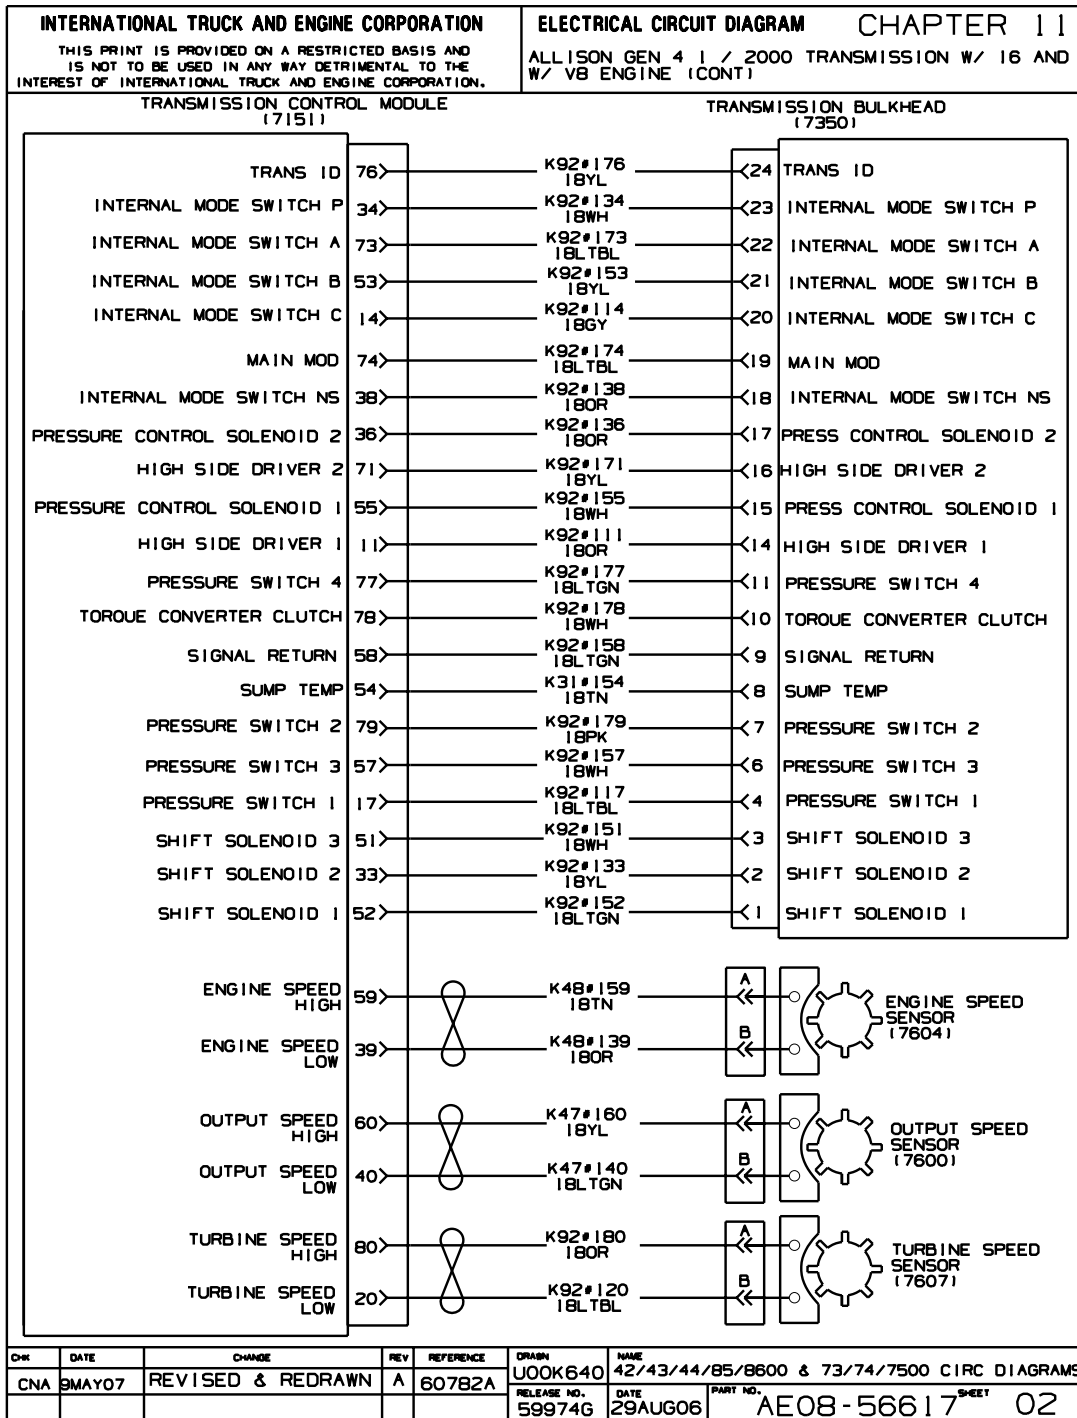 INTERNATIONAL TRUCK AND ENGINE CORPORATION
THIS PRINT IS PROVIDED ON A RESTRICTED BASIS AND
IS NOT TO BE USED IN ANY WAY DETRIMENTAL TO THE
INTEREST OF INTERNATIONAL TRUCK AND ENGINE CORPORATION.
ELECTRICAL CIRCUIT DIAGRAM CHAPTER 11
ALLISON GEN 4 1 / 2000 TRANSMISSION W/ I6 AND
W/ V8 ENGINE (CONT)
TRANSMISSION CONTROL MODULE
(7151)
TRANSMISSION BULKHEAD
(7350)
TRANS ID 76 K92#176 24 TRANS ID
18YL
INTERNAL MODE SWITCH P 34 K92#134 23 INTERNAL MODE SWITCH P
18WH
INTERNAL MODE SWITCH A 73 K92#173 22 INTERNAL MODE SWITCH A
18LTBL
INTERNAL MODE SWITCH B 53 K92#153 21 INTERNAL MODE SWITCH B
18YL
INTERNAL MODE SWITCH C 14 K92#114 20 INTERNAL MODE SWITCH C
18GY
MAIN MOD 74 K92#174 19 MAIN MOD
18LTBL
INTERNAL MODE SWITCH NS 38 K92#138 18 INTERNAL MODE SWITCH NS
18OR
PRESSURE CONTROL SOLENOID 2 36 K92#136 17 PRESS CONTROL SOLENOID 2
18OR
HIGH SIDE DRIVER 2 71 K92#171 16 HIGH SIDE DRIVER 2
18YL
PRESSURE CONTROL SOLENOID 1 55 K92#155 15 PRESS CONTROL SOLENOID 1
18WH
HIGH SIDE DRIVER 1 11 K92#111 14 HIGH SIDE DRIVER 1
18OR
PRESSURE SWITCH 4 77 K92#177 11 PRESSURE SWITCH 4
18LTGN
TORQUE CONVERTER CLUTCH 78 K92#178 10 TORQUE CONVERTER CLUTCH
18WH
SIGNAL RETURN 58 K92#158 9 SIGNAL RETURN
18LTGN
SUMP TEMP 54 K31#154 8 SUMP TEMP
18TN
PRESSURE SWITCH 2 79 K92#179 7 PRESSURE SWITCH 2
18PK
PRESSURE SWITCH 3 57 K92#157 6 PRESSURE SWITCH 3
18WH
PRESSURE SWITCH 1 17 K92#117 4 PRESSURE SWITCH 1
18LTBL
SHIFT SOLENOID 3 51 K92#151 3 SHIFT SOLENOID 3
18WH
SHIFT SOLENOID 2 33 K92#133 2 SHIFT SOLENOID 2
18YL
SHIFT SOLENOID 1 52 K92#152 1 SHIFT SOLENOID 1
18LTGN
ENGINE SPEED
HIGH 59 K48#159 A
18TN
ENGINE SPEED
SENSOR
(7604)
ENGINE SPEED
LOW 39 K48#139 B
18OR
OUTPUT SPEED
HIGH 60 K47#160 A
18YL
OUTPUT SPEED
SENSOR
(7600)
OUTPUT SPEED
LOW 40 K47#140 B
18LTGN
TURBINE SPEED
HIGH 80 K92#180 A
18OR
TURBINE SPEED
SENSOR
(7607)
TURBINE SPEED
LOW 20 K92#120 B
18LTBL
CHK DATE CHANGE REV REFERENCE
CNA 9MAY07 REVISED & REDRAWN A 60782A
DRAWN U00K640 NAME 42/43/44/85/8600 & 73/74/7500 CIRC DIAGRAMS
RELEASE NO. 59974G DATE 29AUG06 PART NO. AE08-56617 SHEET 02